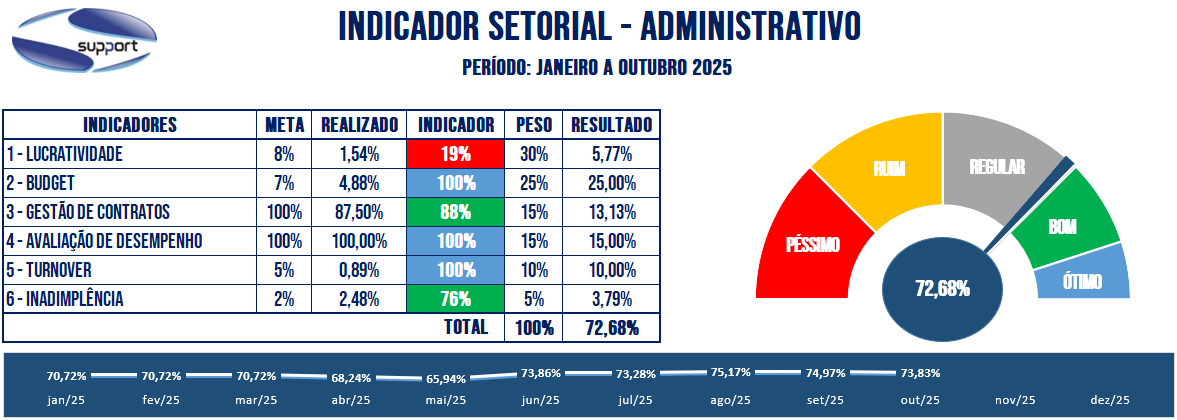 support
INDICADOR SETORIAL - ADMINISTRATIVO
PERÍODO: JANEIRO A OUTUBRO 2025
INDICADORES META REALIZADO INDICADOR PESO RESULTADO
1 - LUCRATIVIDADE 8% 1,54% 19% 30% 5,77%
2 - BUDGET 7% 4,88% 100% 25% 25,00%
3 - GESTÃO DE CONTRATOS 100% 87,50% 88% 15% 13,13%
4 - AVALIAÇÃO DE DESEMPENHO 100% 100,00% 100% 15% 15,00%
5 - TURNOVER 5% 0,89% 100% 10% 10,00%
6 - INADIMPLÊNCIA 2% 2,48% 76% 5% 3,79%
TOTAL 100% 72,68%
PÉSSIMO
RUIM
REGULAR
BOM
ÓTIMO
72,68%
70,72% 70,72% 70,72% 68,24% 65,94% 73,86% 73,28% 75,17% 74,97% 73,83%
jan/25 fev/25 mar/25 abr/25 mai/25 jun/25 jul/25 ago/25 set/25 out/25 nov/25 dez/25